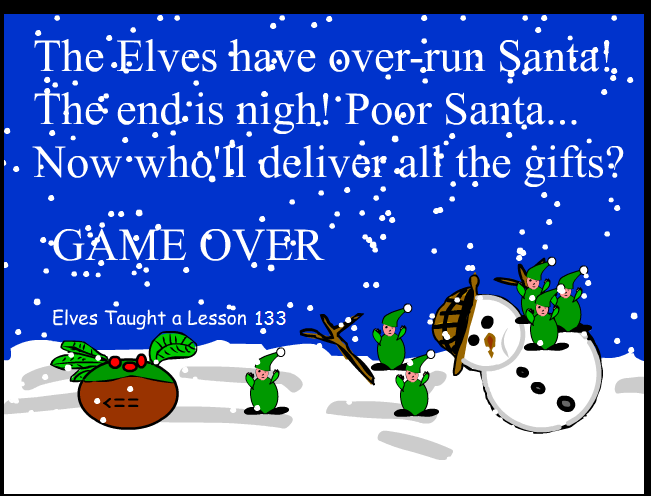 The Elves have over-run Santa!
The end is nigh! Poor Santa...
Now who'll deliver all the gifts?
GAME OVER
Elves Taught a Lesson 133
<==